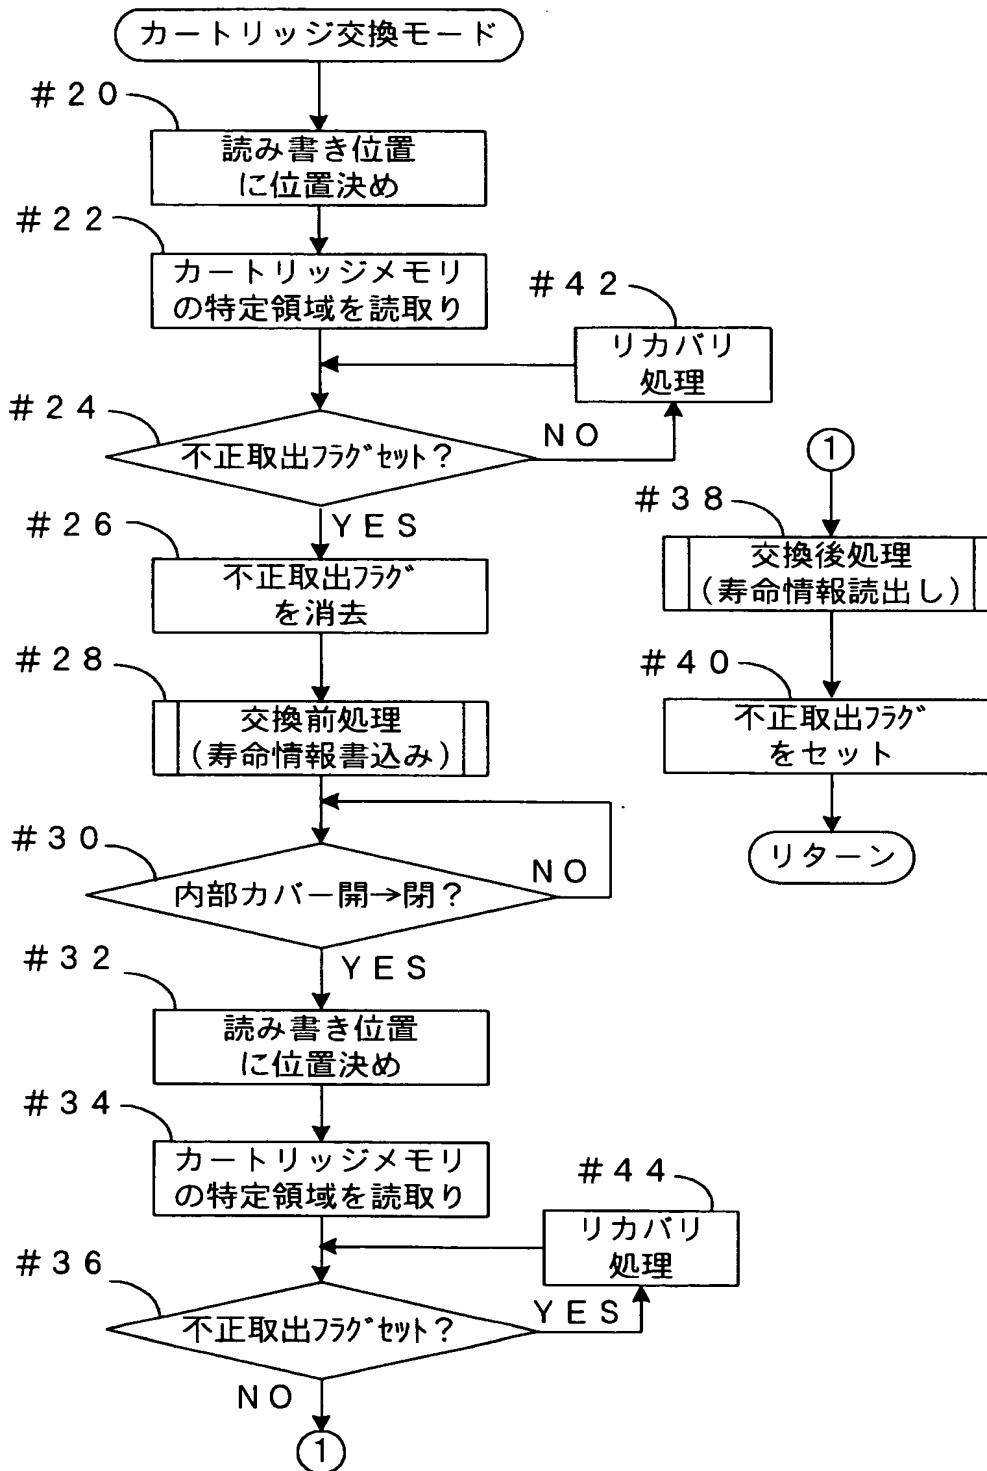 カートリッジ交換モード
#20
読み書き位置
に位置決め
#22
カートリッジメモリ
の特定領域を読取り
#42
リカバリ
処理
#24
不正取出ﾌﾗｸﾞｾｯﾄ?
NO
YES
#26
不正取出ﾌﾗｸﾞ
を消去
#28
交換前処理
(寿命情報書込み)
#30
内部カバー開→閉?
NO
YES
#32
読み書き位置
に位置決め
#34
カートリッジメモリ
の特定領域を読取り
#44
リカバリ
処理
#36
不正取出ﾌﾗｸﾞｾｯﾄ?
YES
NO
1
1
#38
交換後処理
(寿命情報読出し)
#40
不正取出ﾌﾗｸﾞ
をセット
リターン